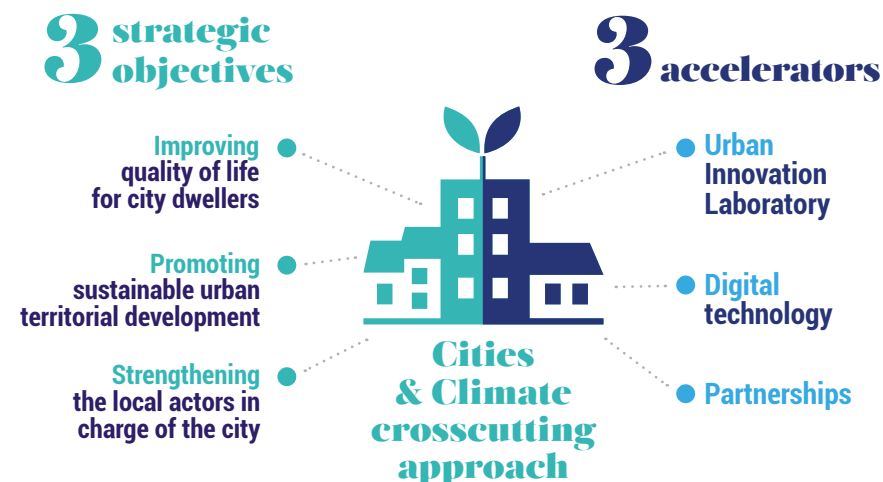 3 strategic
objectives
Improving
quality of life
for city dwellers
Promoting
sustainable urban
territorial development
Strengthening
the local actors in
charge of the city
Cities
& Climate
crosscutting
approach
3 accelerators
Urban
Innovation
Laboratory
Digital
technology
Partnerships